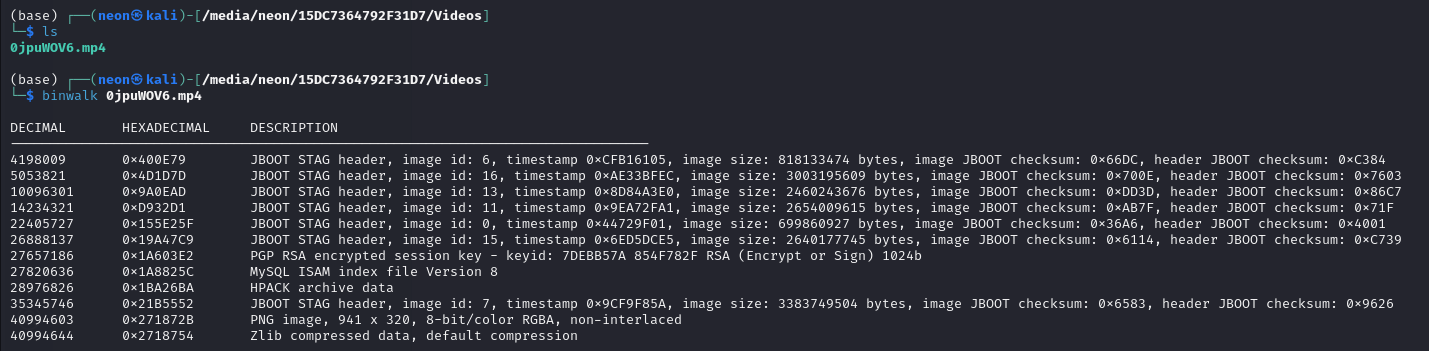 (base) ┌──(neon㉿kali)-[/media/neon/15DC7364792F31D7/Videos]
└─$ ls
0jpuWOV6.mp4
(base) ┌──(neon㉿kali)-[/media/neon/15DC7364792F31D7/Videos]
└─$ binwalk 0jpuWOV6.mp4
DECIMAL       HEXADECIMAL     DESCRIPTION
--------------------------------------------------------------------------------
4198009       0×400E79        JBOOT STAG header, image id: 6, timestamp 0×CFB16105, image size: 818133474 bytes, image JBOOT checksum: 0×66DC, header JBOOT checksum: 0×C384
5053821       0×4D1D7D        JBOOT STAG header, image id: 16, timestamp 0×AE33BFEC, image size: 3003195609 bytes, image JBOOT checksum: 0×700E, header JBOOT checksum: 0×7603
10096301      0×9A0EAD        JBOOT STAG header, image id: 13, timestamp 0×8D84A3E0, image size: 2460243676 bytes, image JBOOT checksum: 0×DD3D, header JBOOT checksum: 0×86C7
14234321      0×D932D1        JBOOT STAG header, image id: 11, timestamp 0×9EA72FA1, image size: 2654009615 bytes, image JBOOT checksum: 0×AB7F, header JBOOT checksum: 0×71F
22405727      0×155E25F       JBOOT STAG header, image id: 0, timestamp 0×44729F01, image size: 699860927 bytes, image JBOOT checksum: 0×36A6, header JBOOT checksum: 0×4001
26888137      0×19A47C9       JBOOT STAG header, image id: 15, timestamp 0×6ED5DCE5, image size: 2640177745 bytes, image JBOOT checksum: 0×6114, header JBOOT checksum: 0×C739
27657186      0×1A603E2       PGP RSA encrypted session key - keyid: 7DEBB57A 854F782F RSA (Encrypt or Sign) 1024b
27820636      0×1A8825C       MySQL ISAM index file Version 8
28976826      0×1BA26BA       HPACK archive data
35345746      0×21B5552       JBOOT STAG header, image id: 7, timestamp 0×9CF9F85A, image size: 3383749504 bytes, image JBOOT checksum: 0×6583, header JBOOT checksum: 0×9626
40994603      0×271872B       PNG image, 941 x 320, 8-bit/color RGBA, non-interlaced
40994644      0×2718754       Zlib compressed data, default compression